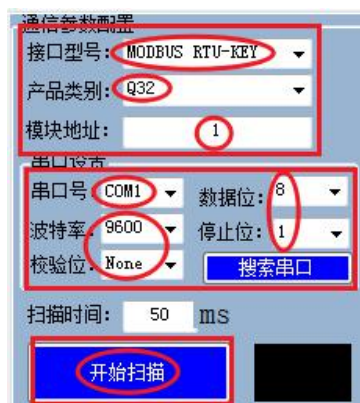 通信参数配置
接口型号: MODBUS RTU-KEY
产品类别: Q32
模块地址: 1
串口设置
串口号: COM1 数据位: 8
波特率: 9600 停止位: 1
校验位: None 搜索串口
扫描时间: 50 ms
开始扫描